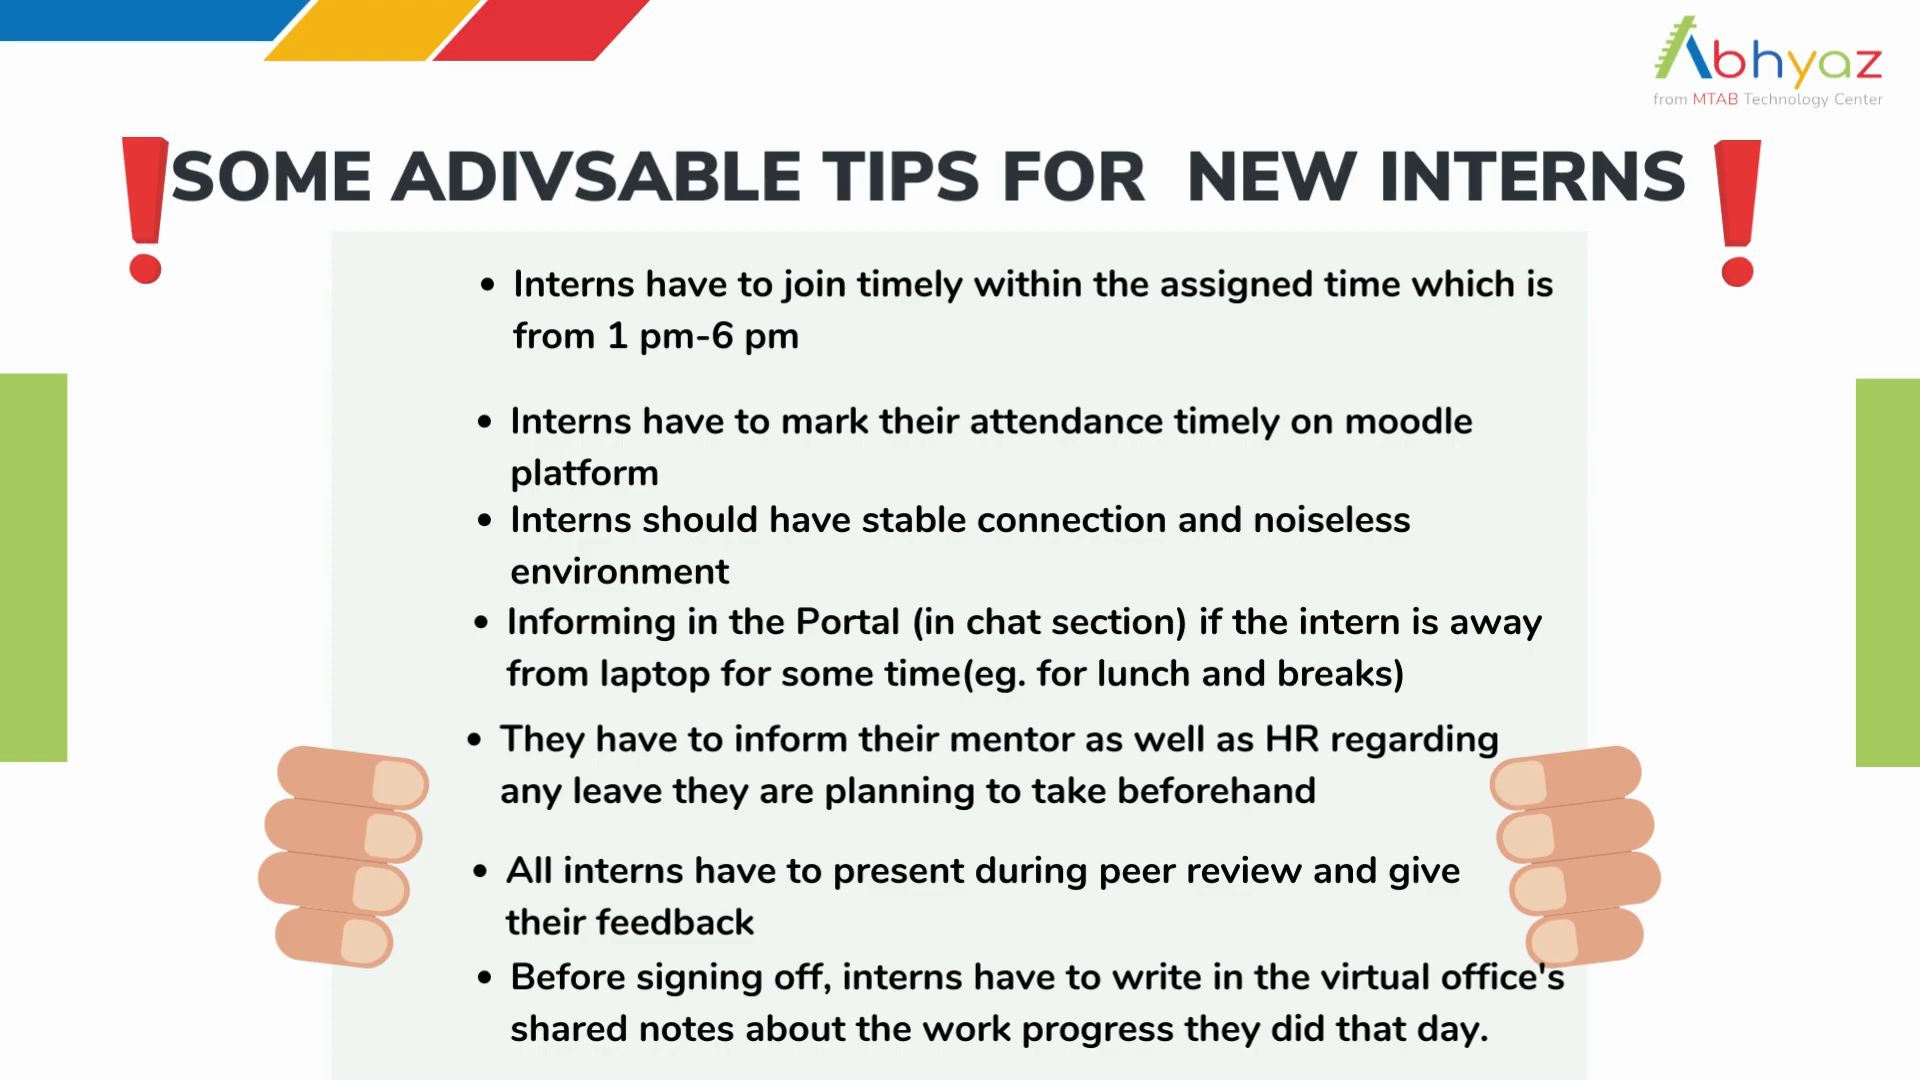 Abhyaz
from MTAB Technology Center
SOME ADIVSABLE TIPS FOR NEW INTERNS
• Interns have to join timely within the assigned time which is
from 1 pm-6 pm
• Interns have to mark their attendance timely on moodle
platform
• Interns should have stable connection and noiseless
environment
• Informing in the Portal (in chat section) if the intern is away
from laptop for some time(eg. for lunch and breaks)
• They have to inform their mentor as well as HR regarding
any leave they are planning to take beforehand
• All interns have to present during peer review and give
their feedback
• Before signing off, interns have to write in the virtual office's
shared notes about the work progress they did that day.